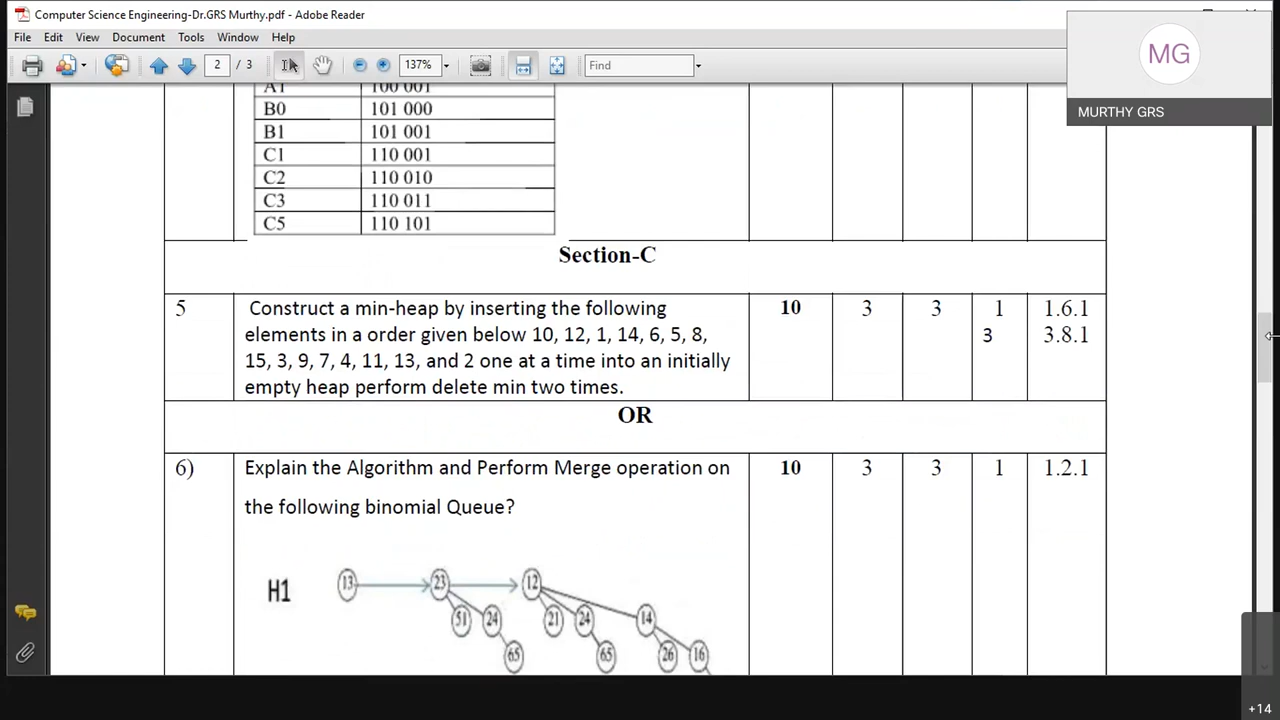 Computer Science Engineering-Dr.GRS Murthy.pdf - Adobe Reader
File Edit View Document Tools Window Help
2 / 3 137% Find
MG
MURTHY GRS
A1 100 001
B0 101 000
B1 101 001
C1 110 001
C2 110 010
C3 110 011
C5 110 101
Section-C
5 Construct a min-heap by inserting the following 10 3 3 1 1.6.1
elements in a order given below 10, 12, 1, 14, 6, 5, 8, 3 3.8.1
15, 3, 9, 7, 4, 11, 13, and 2 one at a time into an initially
empty heap perform delete min two times.
OR
6) Explain the Algorithm and Perform Merge operation on 10 3 3 1 1.2.1
the following binomial Queue?
H1 13 23 12
51 24 21 24 14
65 65 26 16
+14